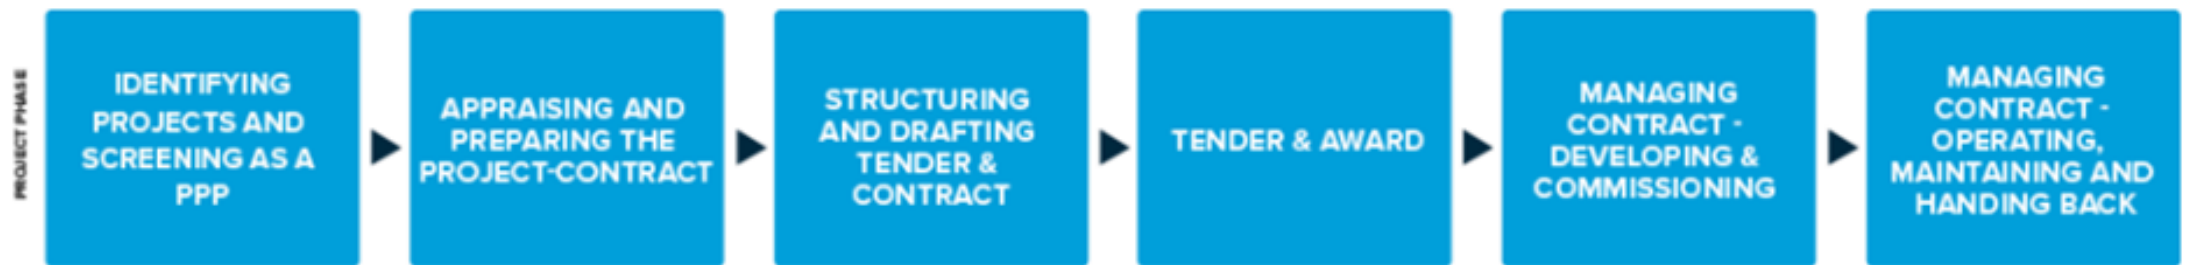 PROJECT PHASE
IDENTIFYING
PROJECTS AND
SCREENING AS A
PPP
APPRAISING AND
PREPARING THE
PROJECT-CONTRACT
STRUCTURING
AND DRAFTING
TENDER &
CONTRACT
TENDER & AWARD
MANAGING
CONTRACT -
DEVELOPING &
COMMISSIONING
MANAGING
CONTRACT -
OPERATING,
MAINTAINING AND
HANDING BACK